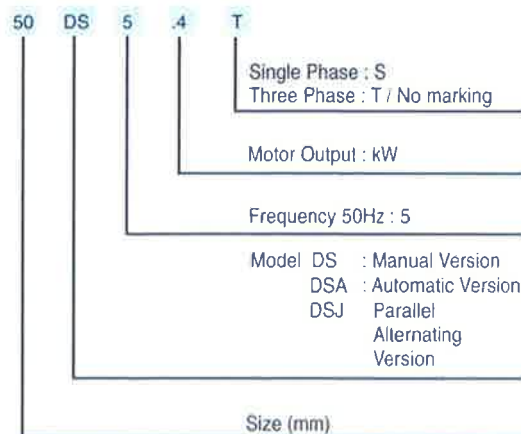 50 DS 5 .4 T
Single Phase : S
Three Phase : T / No marking
Motor Output : kW
Frequency 50Hz : 5
Model DS : Manual Version
DSA : Automatic Version
DSJ Parallel
Alternating
Version
Size (mm)